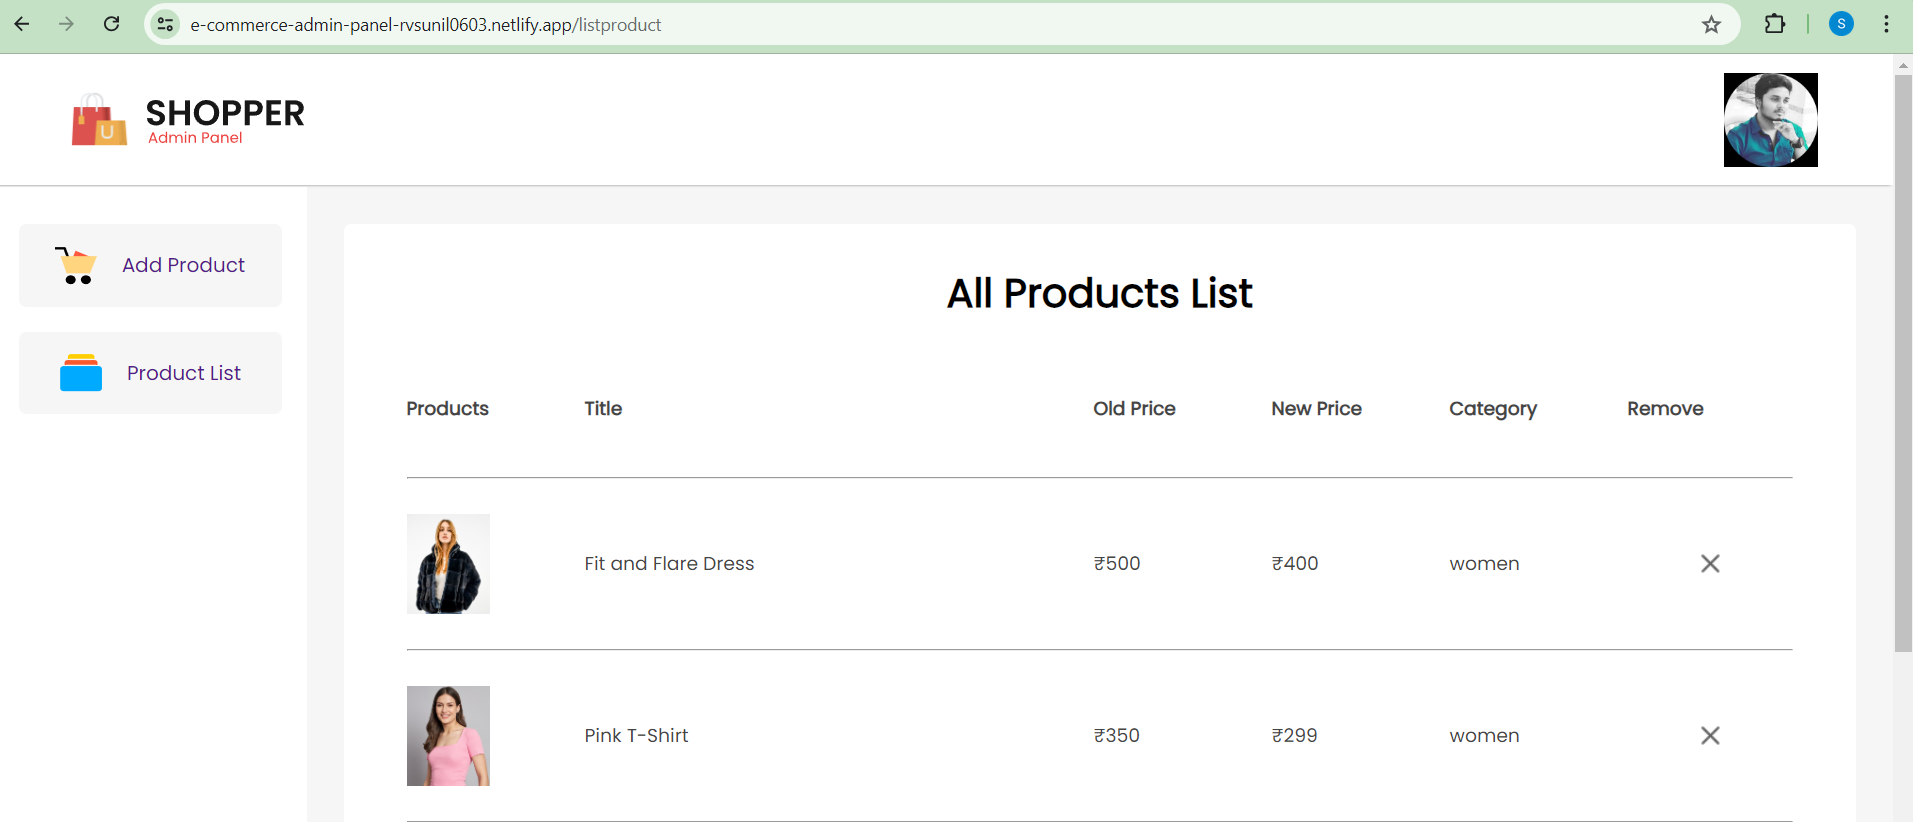 e-commerce-admin-panel-rvsunil0603.netlify.app/listproduct
S
SHOPPER
Admin Panel
U
Add Product
Product List
All Products List
Products Title Old Price New Price Category Remove
Fit and Flare Dress ₹500 ₹400 women
Pink T-Shirt ₹350 ₹299 women